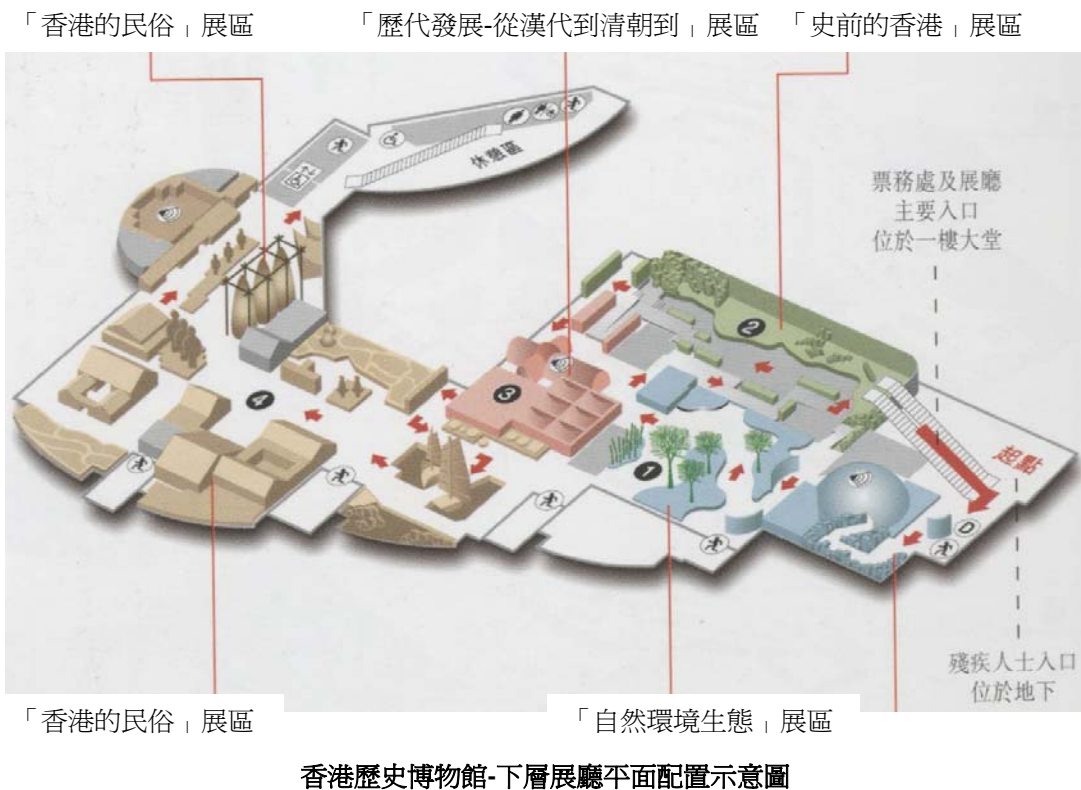 「香港的民俗」展區 「歷代發展-從漢代到清朝到」展區 「史前的香港」展區
休憩區
票務處及展廳
主要入口
位於一樓大堂
2
3
起點
4
1
D
殘疾人士入口
位於地下
「香港的民俗」展區 「自然環境生態」展區
香港歷史博物館-下層展廳平面配置示意圖